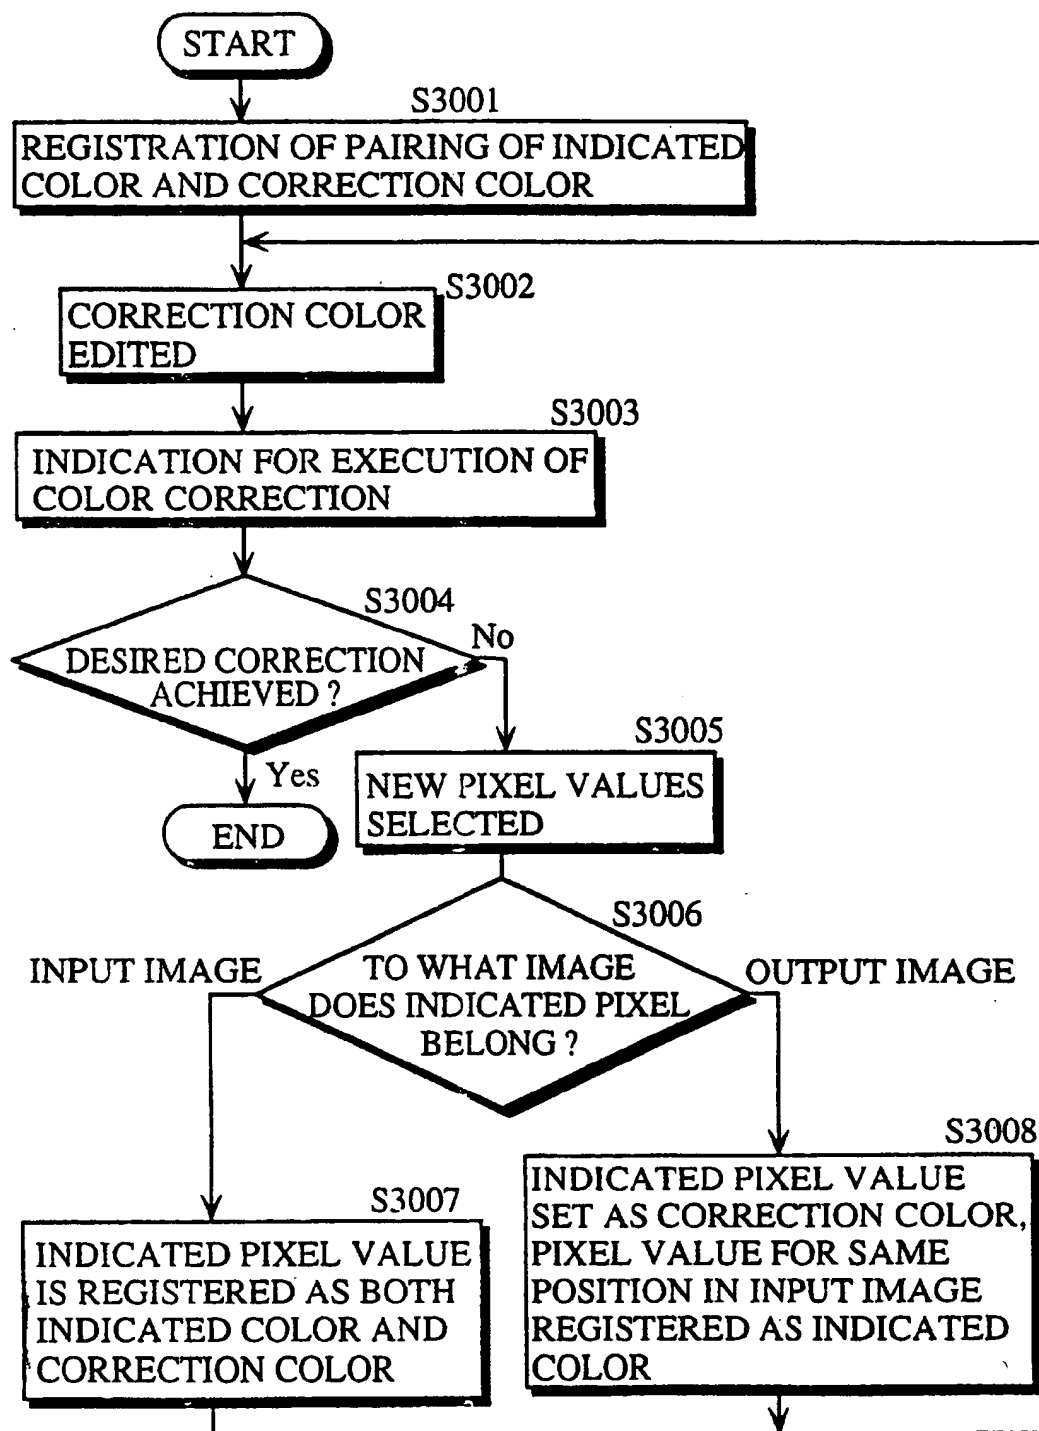 START
S3001
REGISTRATION OF PAIRING OF INDICATED
COLOR AND CORRECTION COLOR
S3002
CORRECTION COLOR
EDITED
S3003
INDICATION FOR EXECUTION OF
COLOR CORRECTION
S3004
No
DESIRED CORRECTION
ACHIEVED ?
Yes
END
S3005
NEW PIXEL VALUES
SELECTED
S3006
INPUT IMAGE
TO WHAT IMAGE
DOES INDICATED PIXEL
BELONG ?
OUTPUT IMAGE
S3007
INDICATED PIXEL VALUE
IS REGISTERED AS BOTH
INDICATED COLOR AND
CORRECTION COLOR
S3008
INDICATED PIXEL VALUE
SET AS CORRECTION COLOR,
PIXEL VALUE FOR SAME
POSITION IN INPUT IMAGE
REGISTERED AS INDICATED
COLOR